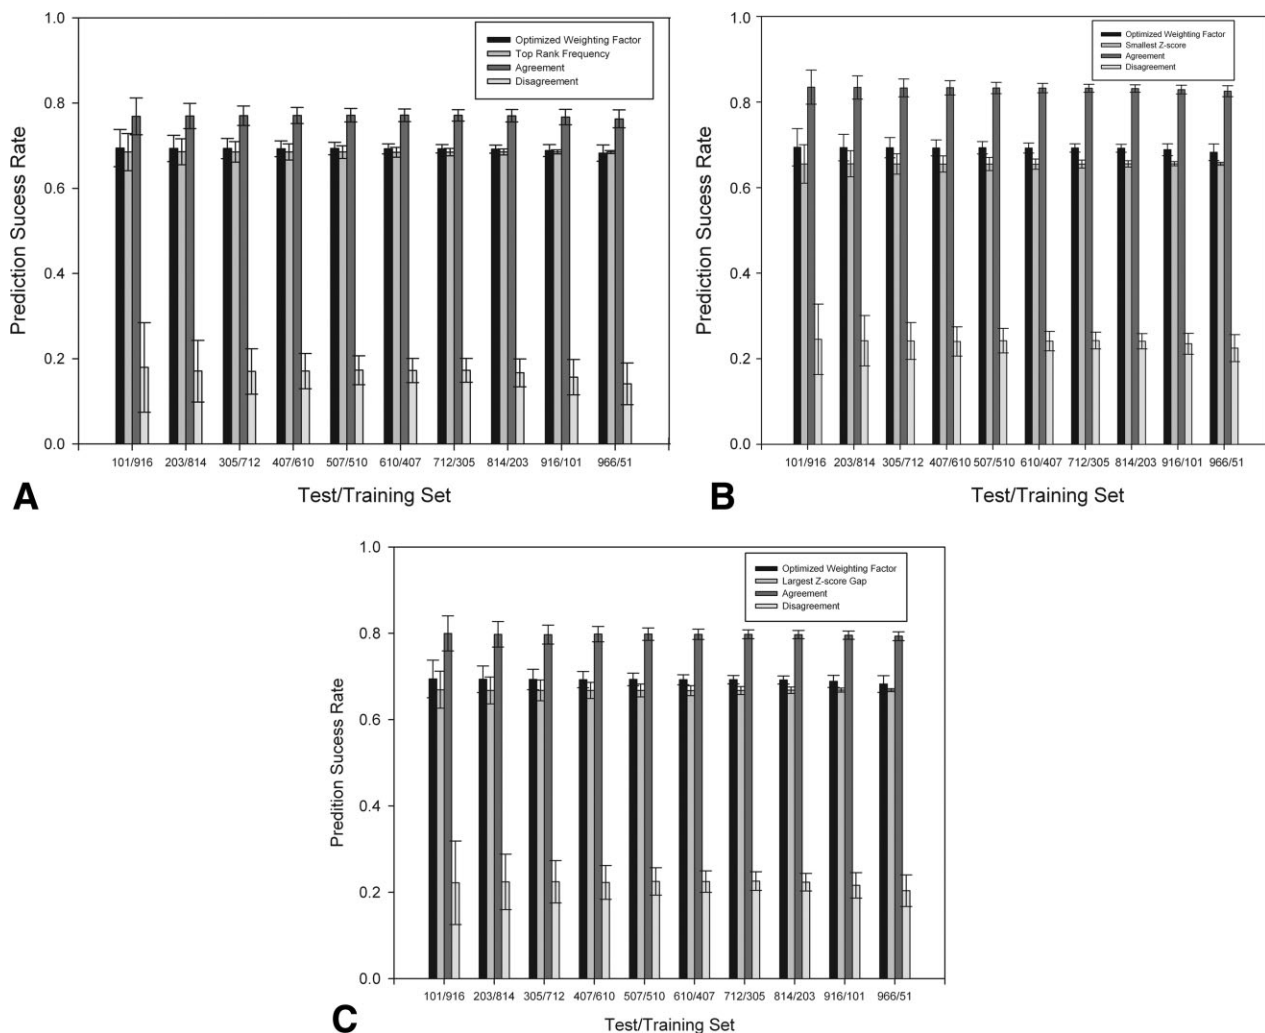 1.0
0.8
0.6
0.4
0.2
0.0
Prediction Sucess Rate
Optimized Weighting Factor
Top Rank Frequency
Agreement
Disagreement
101/916 203/814 305/712 407/610 507/510 610/407 712/305 814/203 916/101 966/51
Test/Training Set
A
1.0
0.8
0.6
0.4
0.2
0.0
Prediction Sucess Rate
Optimized Weighting Factor
Smallest Z-score
Agreement
Disagreement
101/916 203/814 305/712 407/610 507/510 610/407 712/305 814/203 916/101 966/51
Test/Training Set
B
1.0
0.8
0.6
0.4
0.2
0.0
Predition Sucess Rate
Optimized Weighting Factor
Largest Z-score Gap
Agreement
Disagreement
101/916 203/814 305/712 407/610 507/510 610/407 712/305 814/203 916/101 966/51
Test/Training Set
C